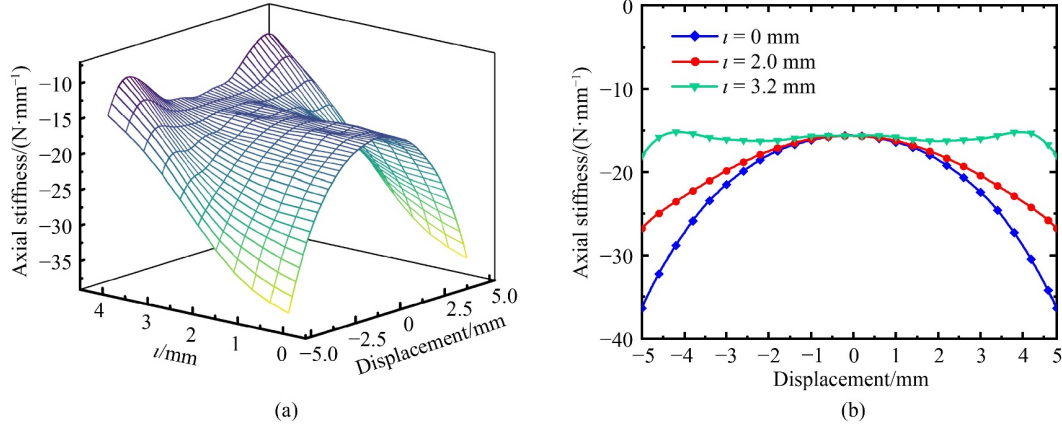 (a)
Axial stiffness/(N·mm⁻¹)
−10
−15
−20
−25
−30
−35
4
3
2
1
0
ι/mm
−5.0
−2.5
0
2.5
5.0
Displacement/mm
(a)
(b)
Axial stiffness/(N·mm⁻¹)
0
−10
−20
−30
−40
ι = 0 mm
ι = 2.0 mm
ι = 3.2 mm
−5 −4 −3 −2 −1 0 1 2 3 4 5
Displacement/mm
(b)